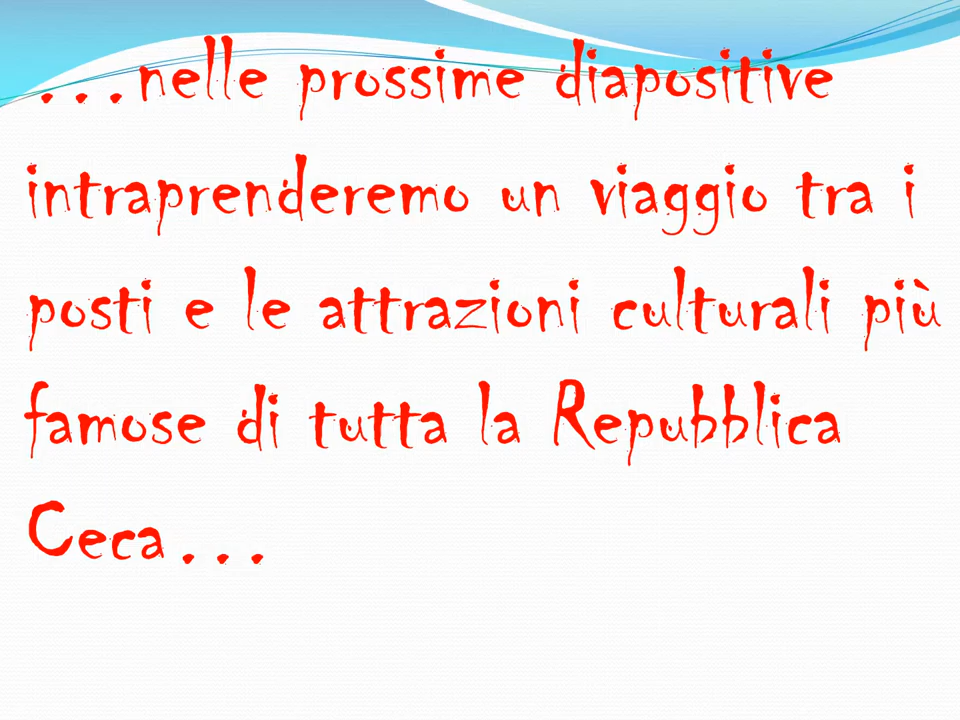 ...nelle prossime diapositive
intraprenderemo un viaggio tra i
posti e le attrazioni culturali più
famose di tutta la Repubblica
Ceca...